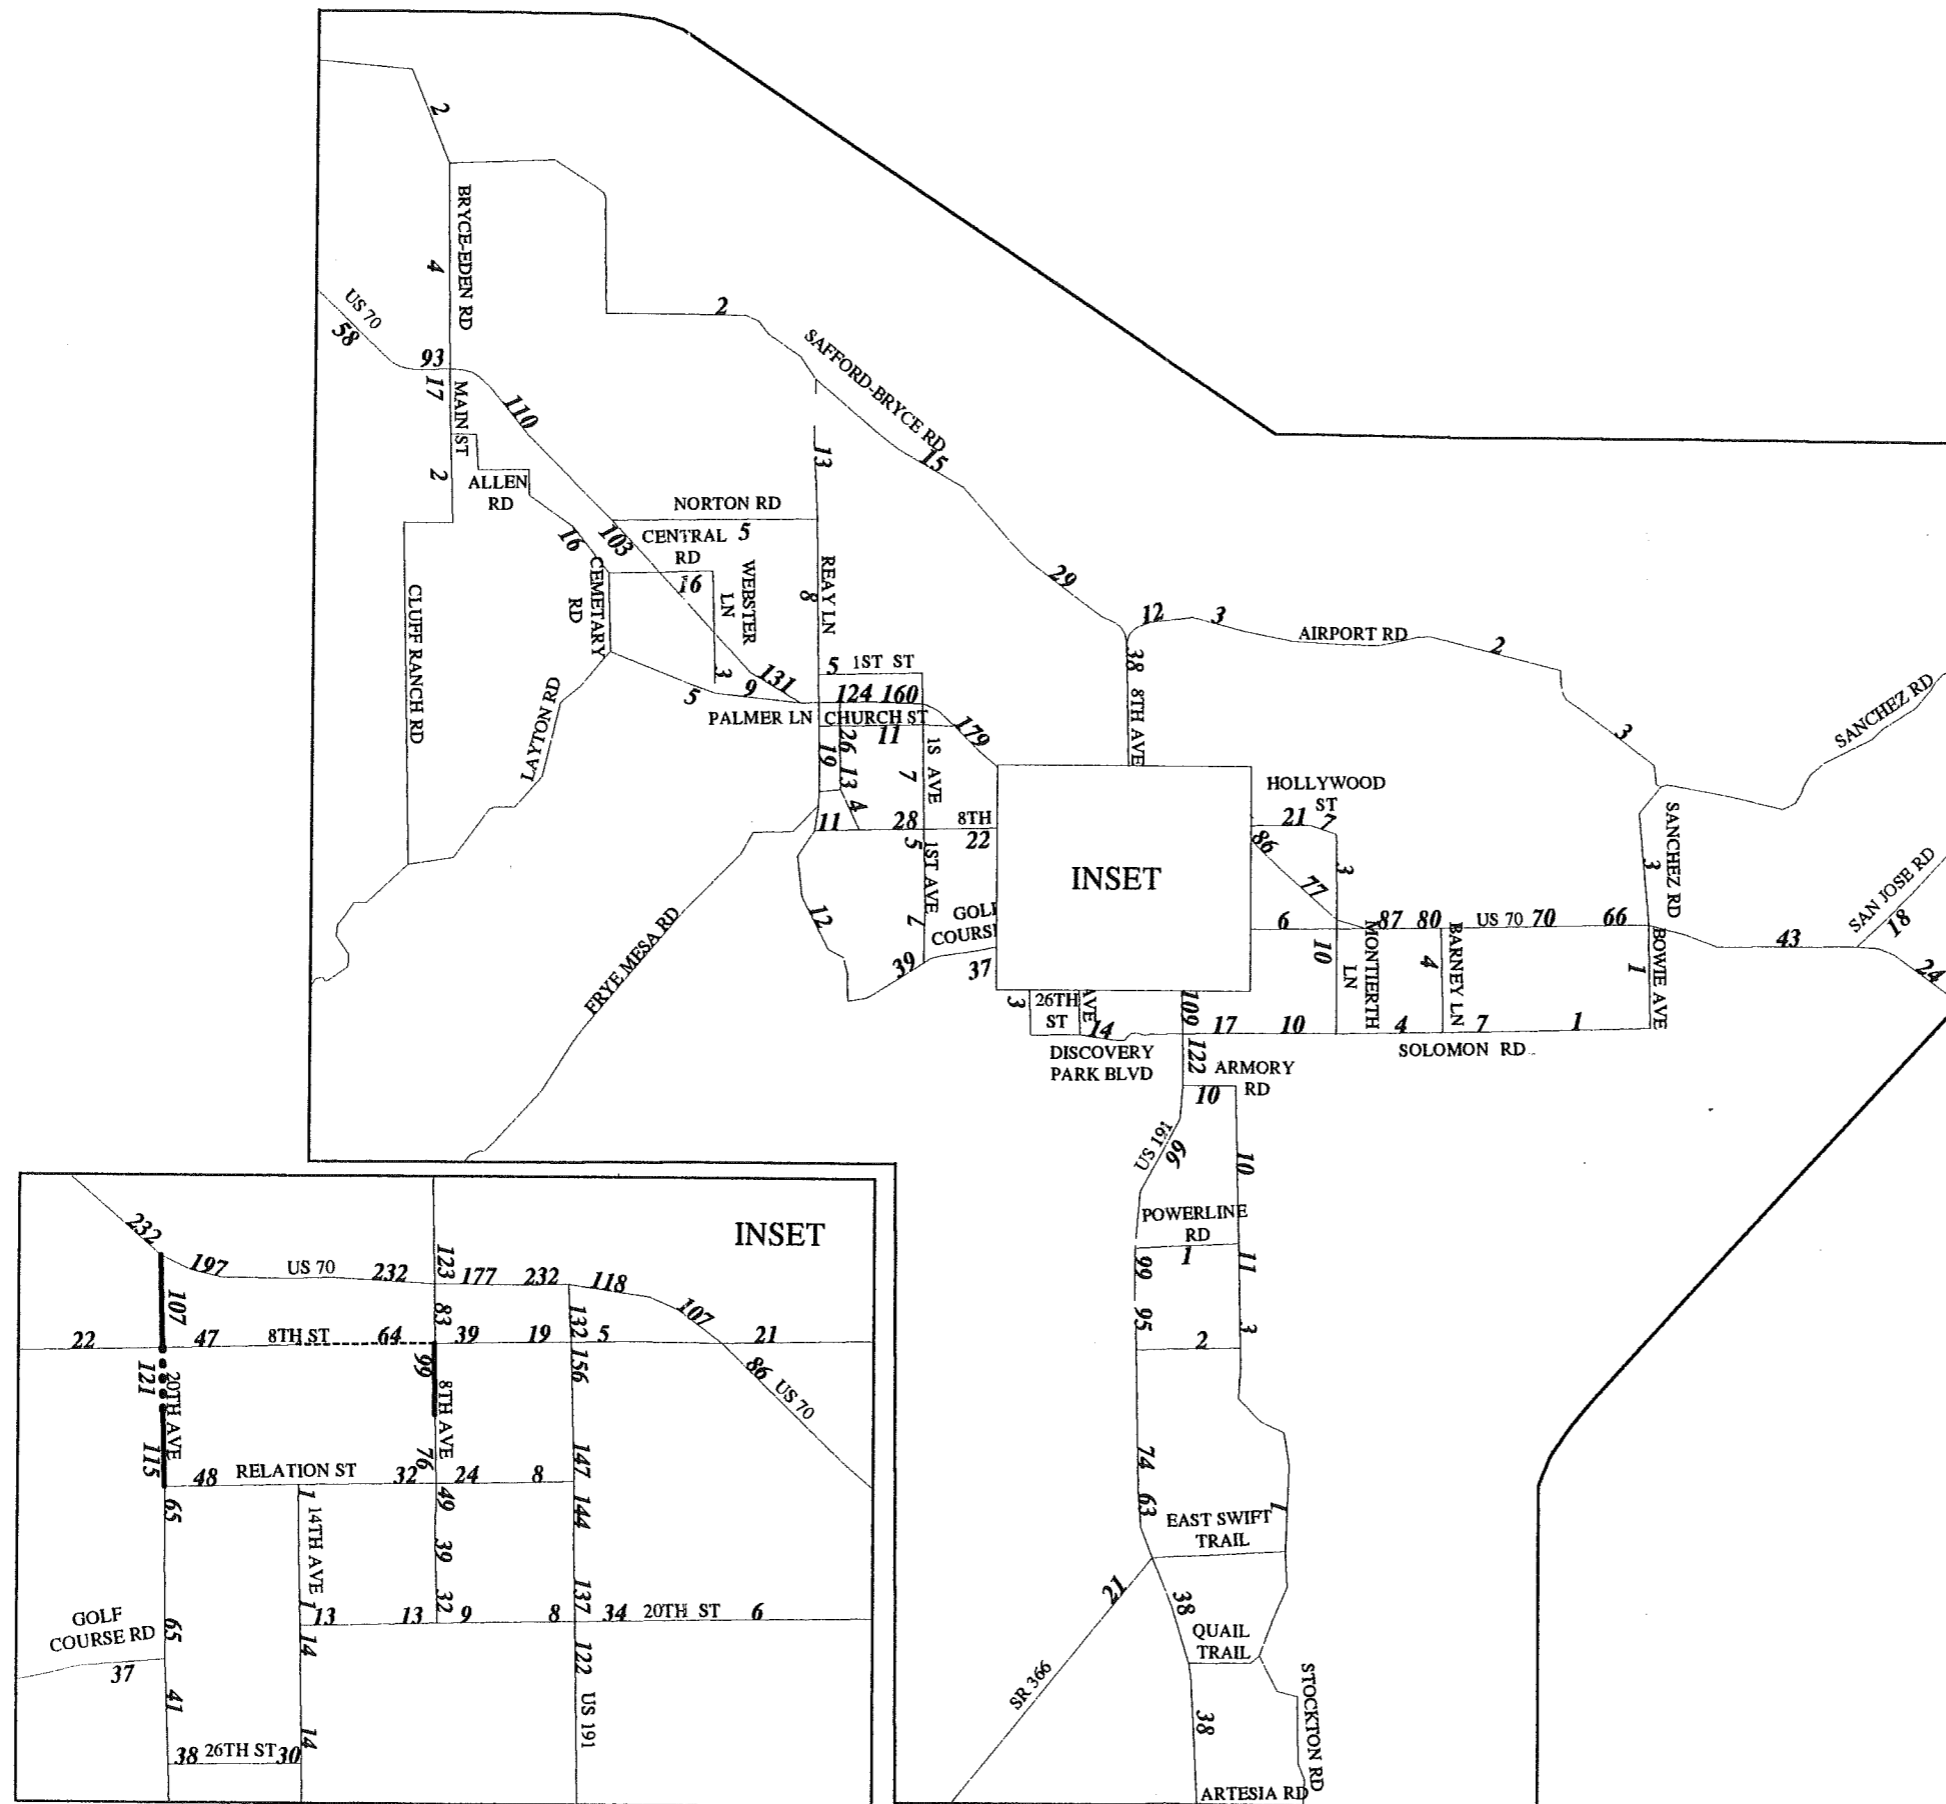 2
BRYCE-EDEN RD
4
US 70
58
93
17
MAIN ST
2
110
2
SAFFORD-BRYCE RD
15
13
ALLEN
RD
NORTON RD
5
16
103
CENTRAL
RD
16
WEBSTER
LN
3
CEMETARY
RD
REAY LN
8
29
12
3
AIRPORT RD
2
38
8TH AVE
3
SANCHEZ RD
CLUFF RANCH RD
LAYTON RD
5
9
131
5
1ST ST
124
160
PALMER LN
CHURCH ST
11
179
26
19
13
4
7
1S AVE
11
28
8TH
22
5
1ST AVE
7
12
GOLF
COURSE
39
37
FRYE MESA RD
INSET
HOLLYWOOD
ST
21
7
86
77
3
6
87
80
US 70
70
66
SANCHEZ RD
3
SAN JOSE RD
18
43
24
10
MONTIERTH
LN
4
BARNEY LN
1
BOWIE AVE
3
26TH
ST
AVE
14
109
17
10
4
7
1
SOLOMON RD
DISCOVERY
PARK BLVD
122
ARMORY
RD
10
US 191
99
10
POWERLINE
RD
1
99
11
95
3
2
74
63
EAST SWIFT
TRAIL
1
21
38
QUAIL
TRAIL
SR 366
38
STOCKTON RD
ARTESIA RD
INSET
232
197
US 70
232
123
177
232
118
107
107
83
132
22
47
8TH ST
64
39
19
5
21
121
20TH AVE
99
8TH AVE
156
86
US 70
115
76
147
48
RELATION ST
32
24
8
65
1
14TH AVE
49
144
39
1
13
13
32
9
8
137
34
20TH ST
6
GOLF
COURSE RD
65
37
14
122
US 191
41
14
38
26TH ST
30